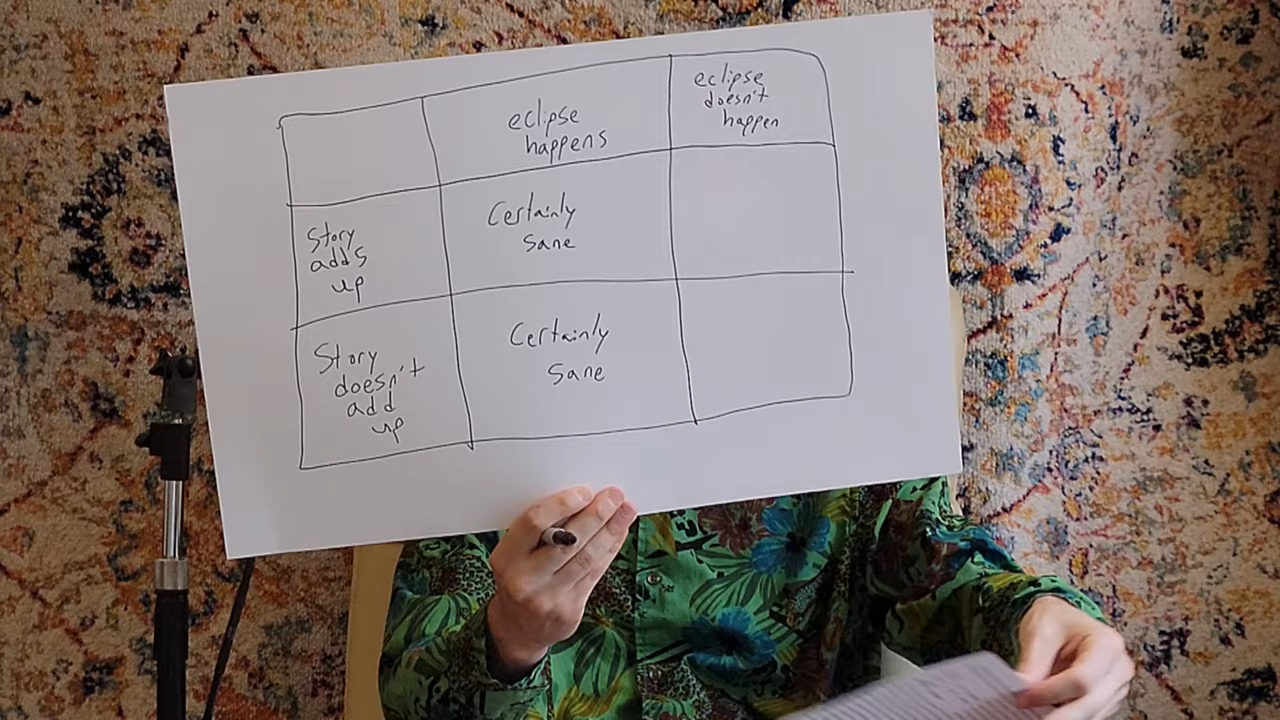 eclipse
happens
eclipse
doesn't
happen
Story
adds
up
Certainly
sane
Story
doesn't
add
up
Certainly
sane